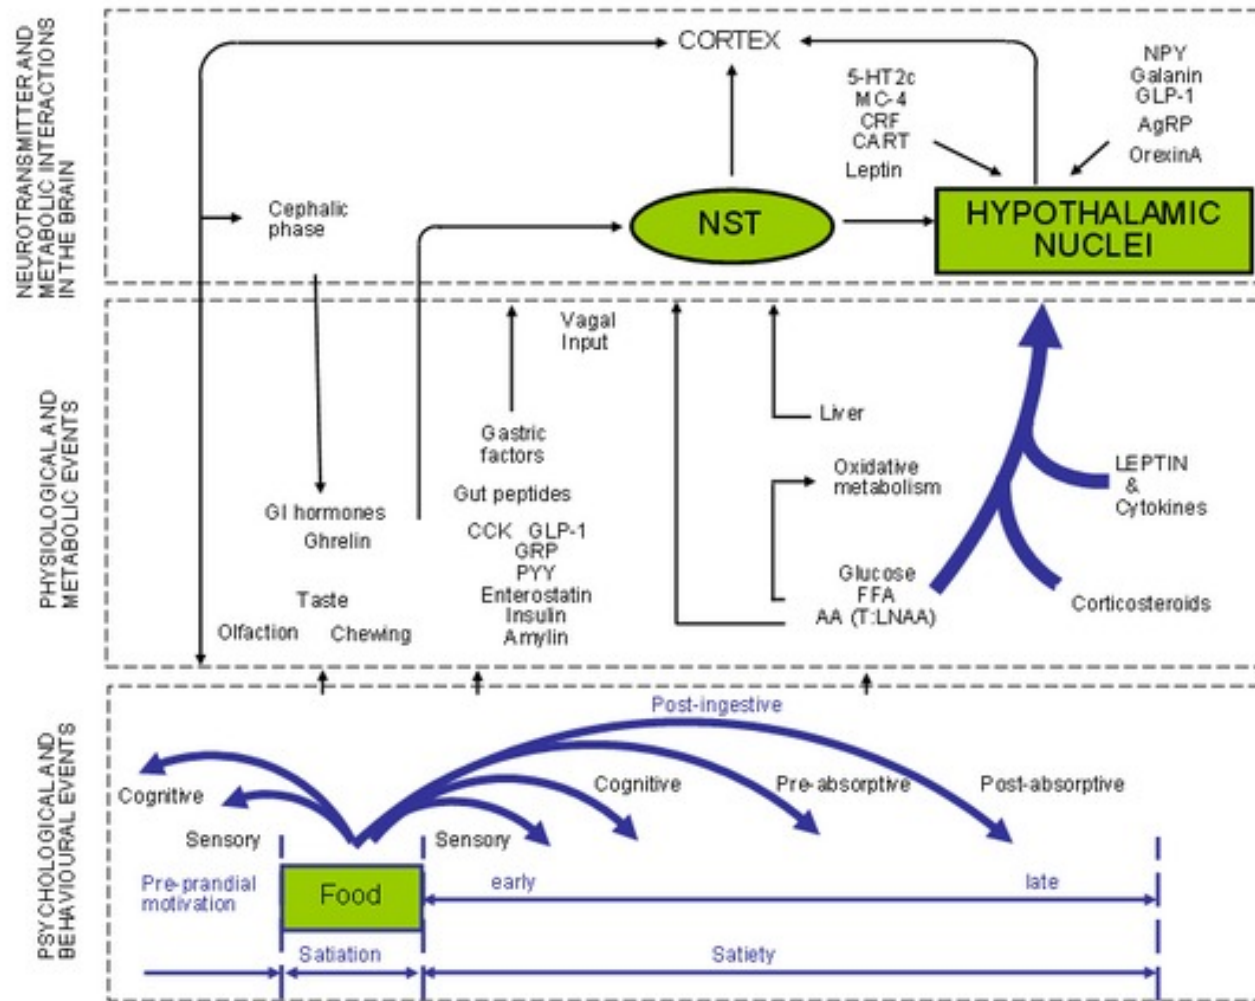 NEUROTRANSMITTER AND
METABOLIC INTERACTIONS
IN THE BRAIN
CORTEX
5-HT2c
MC-4
CRF
CART
Leptin
NPY
Galanin
GLP-1
AgRP
OrexinA
Cephalic
phase
NST
HYPOTHALAMIC
NUCLEI
PHYSIOLOGICAL AND
METABOLIC EVENTS
Vagal
Input
Gastric
factors
Gut peptides
CCK GLP-1
GRP
PYY
Enterostatin
Insulin
Amylin
GI hormones
Ghrelin
Taste
Olfaction Chewing
Liver
Oxidative
metabolism
Glucose
FFA
AA (T:LNAA)
LEPTIN
&
Cytokines
Corticosteroids
PSYCHOLOGICAL AND
BEHAVIOURAL EVENTS
Post-ingestive
Cognitive
Sensory
Sensory
Cognitive
Pre-absorptive
Post-absorptive
Pre-prandial
motivation
Food
early
late
Satiation
Satiety